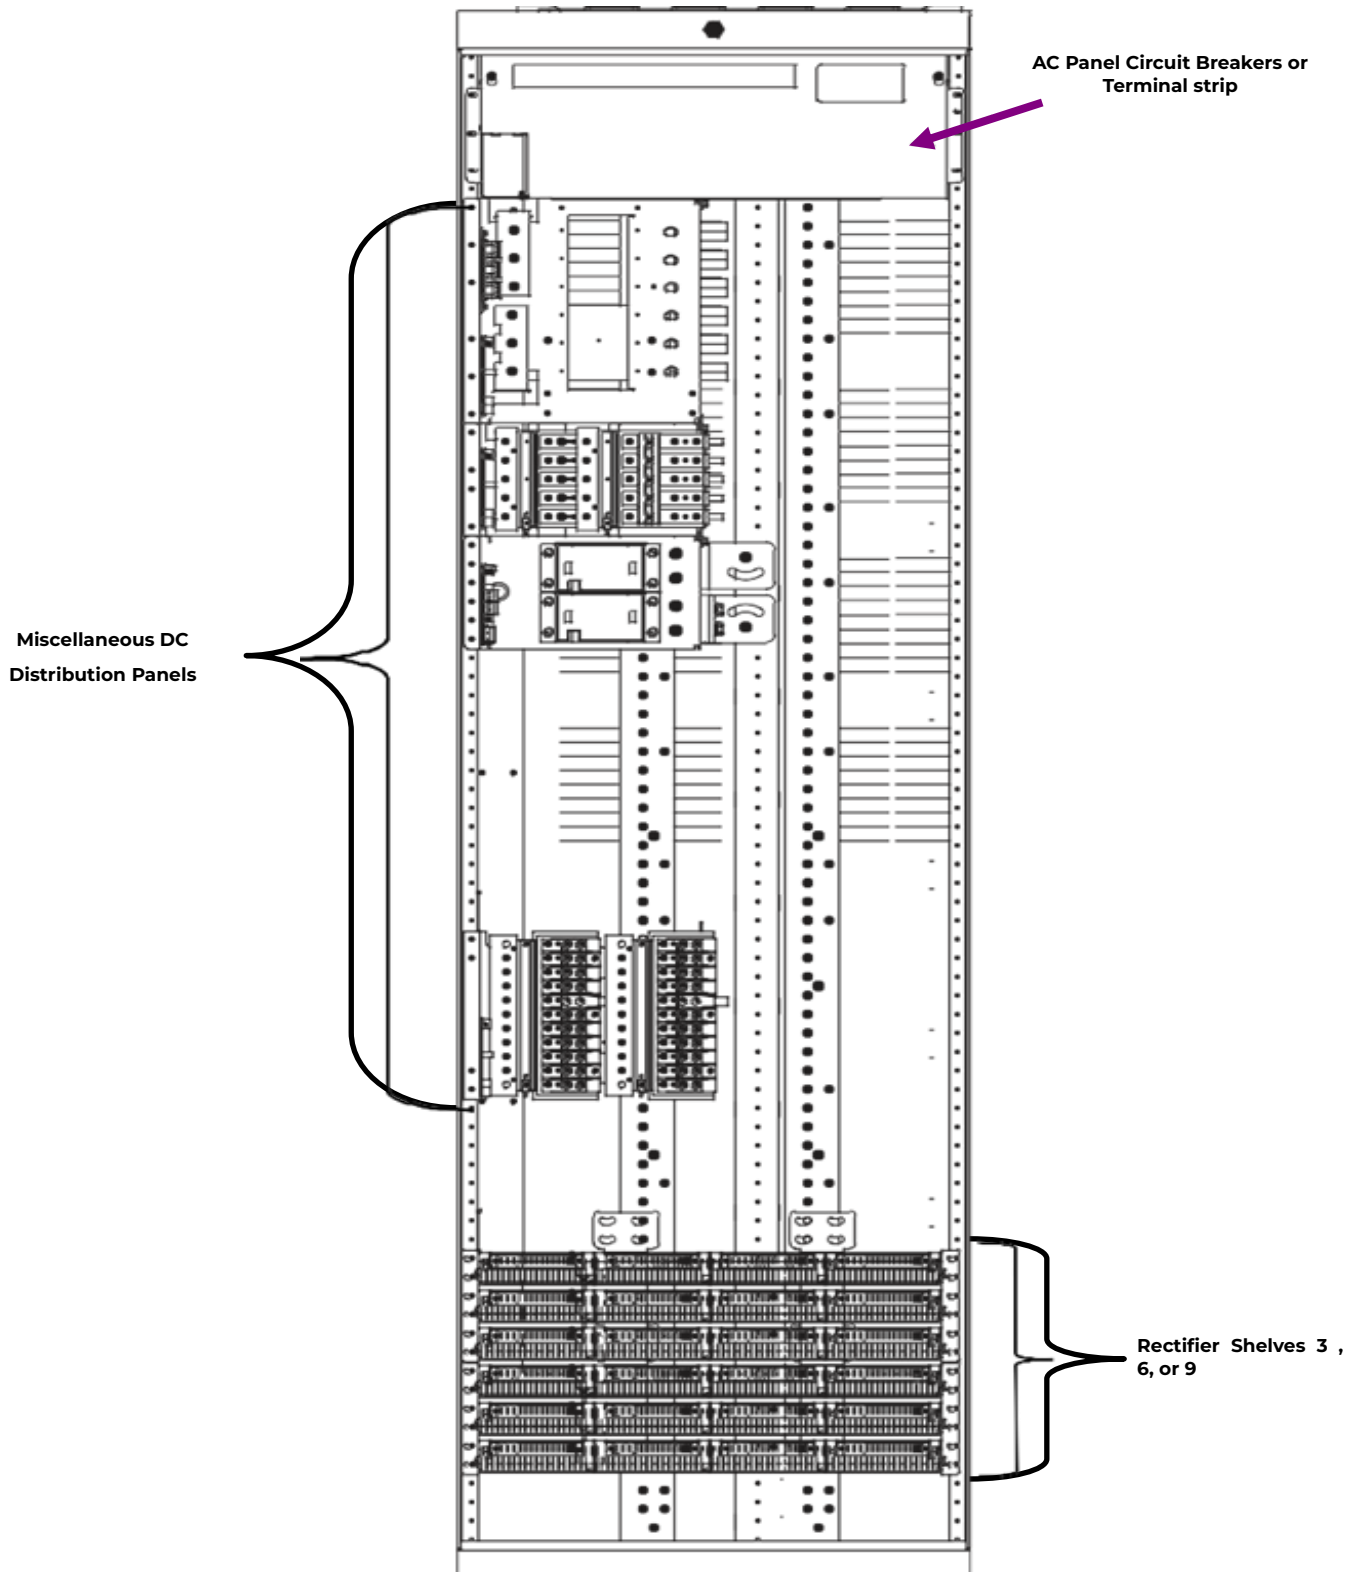 AC Panel Circuit Breakers or
Terminal strip
Miscellaneous DC
Distribution Panels
Rectifier Shelves 3 ,
6, or 9